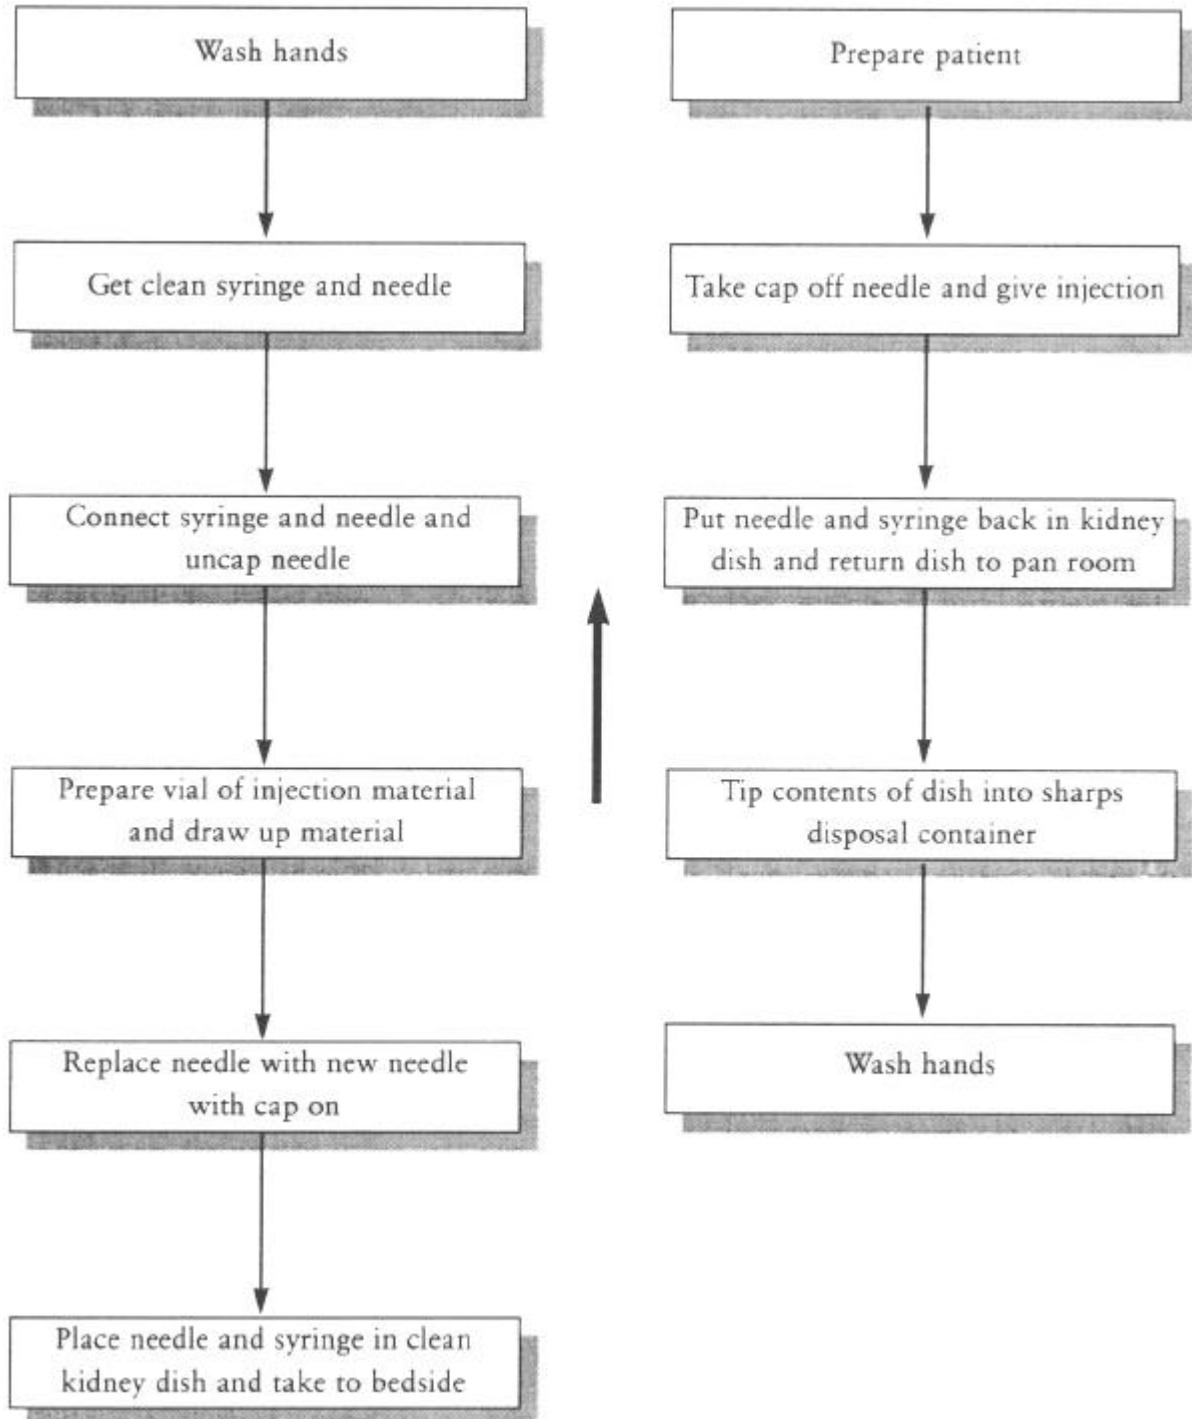 Wash hands
Get clean syringe and needle
Connect syringe and needle and
uncap needle
Prepare vial of injection material
and draw up material
Replace needle with new needle
with cap on
Place needle and syringe in clean
kidney dish and take to bedside
Prepare patient
Take cap off needle and give injection
Put needle and syringe back in kidney
dish and return dish to pan room
Tip contents of dish into sharps
disposal container
Wash hands